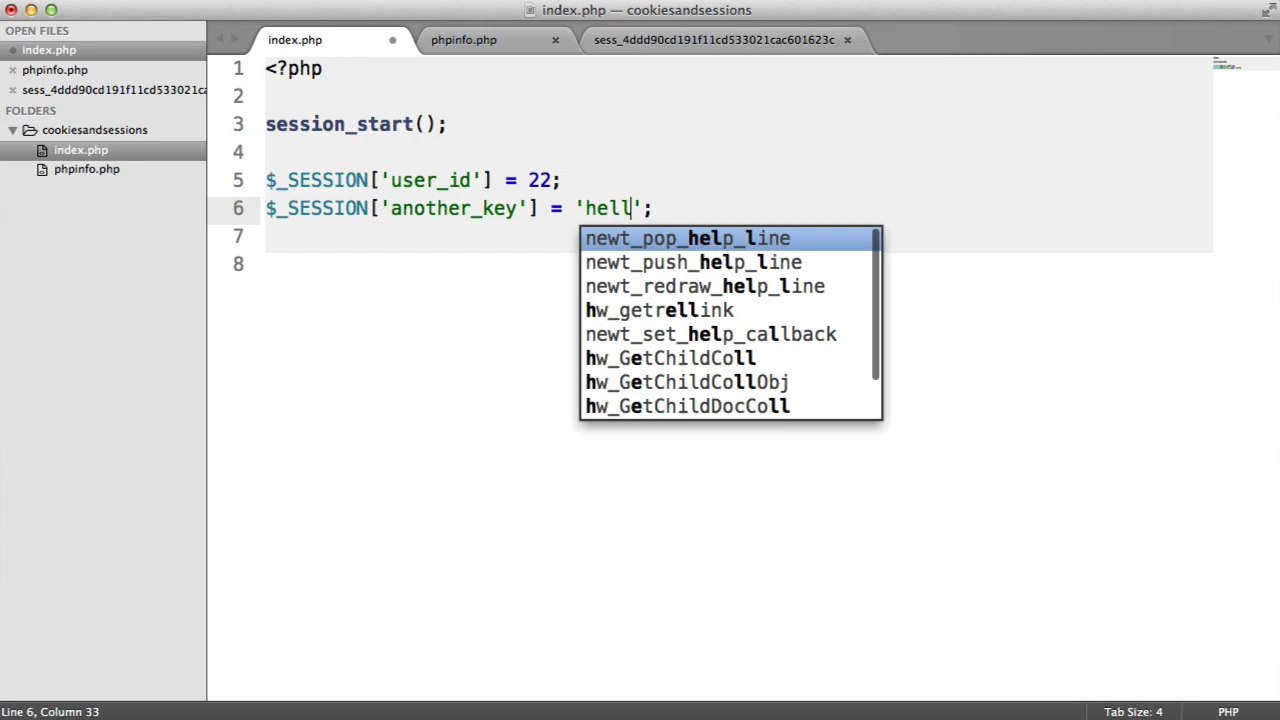 index.php — cookiesandsessions
OPEN FILES
index.php
phpinfo.php
sess_4ddd90cd191f11cd533021ca
FOLDERS
cookiesandsessions
index.php
phpinfo.php
index.php
phpinfo.php
sess_4ddd90cd191f11cd533021cac601623c
1 <?php
2
3 session_start();
4
5 $_SESSION['user_id'] = 22;
6 $_SESSION['another_key'] = 'hell';
7
8
newt_pop_help_line
newt_push_help_line
newt_redraw_help_line
hw_getrellink
newt_set_help_callback
hw_GetChildColl
hw_GetChildCollObj
hw_GetChildDocColl
Line 6, Column 33
Tab Size: 4
PHP